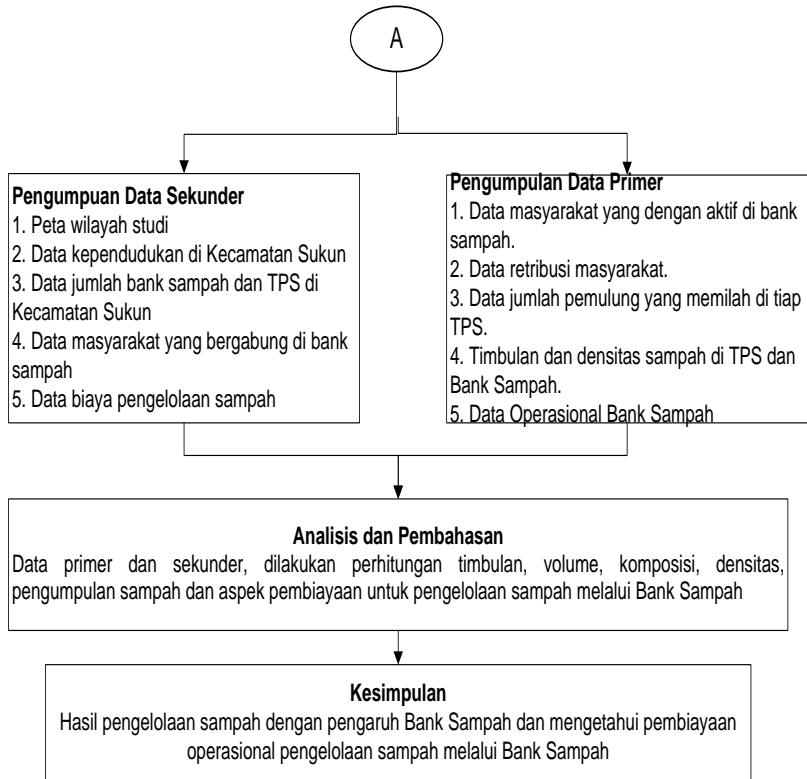 A
Pengumpuan Data Sekunder
1. Peta wilayah studi
2. Data kependudukan di Kecamatan Sukun
3. Data jumlah bank sampah dan TPS di
Kecamatan Sukun
4. Data masyarakat yang bergabung di bank
sampah
5. Data biaya pengelolaan sampah
Pengumpulan Data Primer
1. Data masyarakat yang dengan aktif di bank
sampah.
2. Data retribusi masyarakat.
3. Data jumlah pemulung yang memilah di tiap
TPS.
4. Timbulan dan densitas sampah di TPS dan
Bank Sampah.
5. Data Operasional Bank Sampah
Analisis dan Pembahasan
Data primer dan sekunder, dilakukan perhitungan timbulan, volume, komposisi, densitas,
pengumpulan sampah dan aspek pembiayaan untuk pengelolaan sampah melalui Bank Sampah
Kesimpulan
Hasil pengelolaan sampah dengan pengaruh Bank Sampah dan mengetahui pembiayaan
operasional pengelolaan sampah melalui Bank Sampah